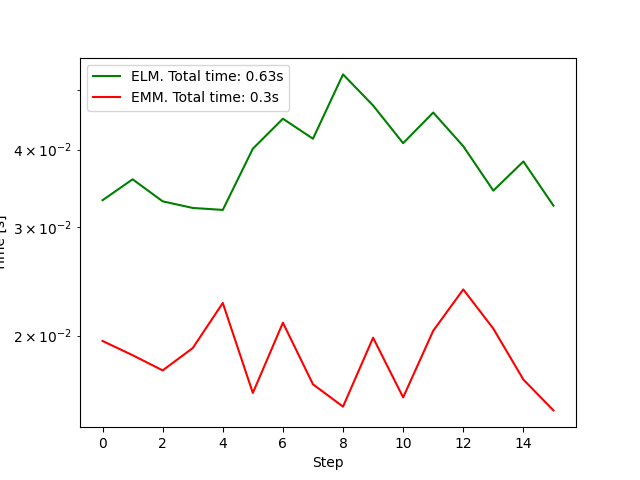 ELM. Total time: 0.63s
EMM. Total time: 0.3s
4 × 10⁻²
3 × 10⁻²
2 × 10⁻²
0 2 4 6 8 10 12 14
Step